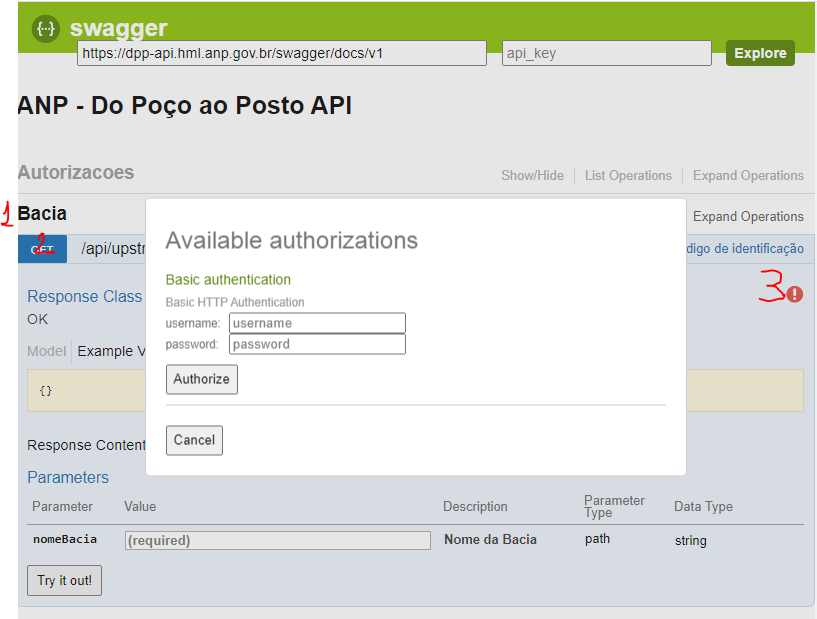 {··} swagger
https://dpp-api.hml.anp.gov.br/swagger/docs/v1 api_key Explore
ANP - Do Poço ao Posto API
Autorizacoes Show/Hide List Operations Expand Operations
1 Bacia Expand Operations
GET /api/upstr digo de identificação
Available authorizations
Basic authentication
Basic HTTP Authentication
username: username
password: password
Authorize
Cancel
3 !
Response Class
OK
Model Example V
{}
Response Content
Parameters
Parameter Value Description Parameter Type Data Type
nomeBacia (required) Nome da Bacia path string
Try it out!